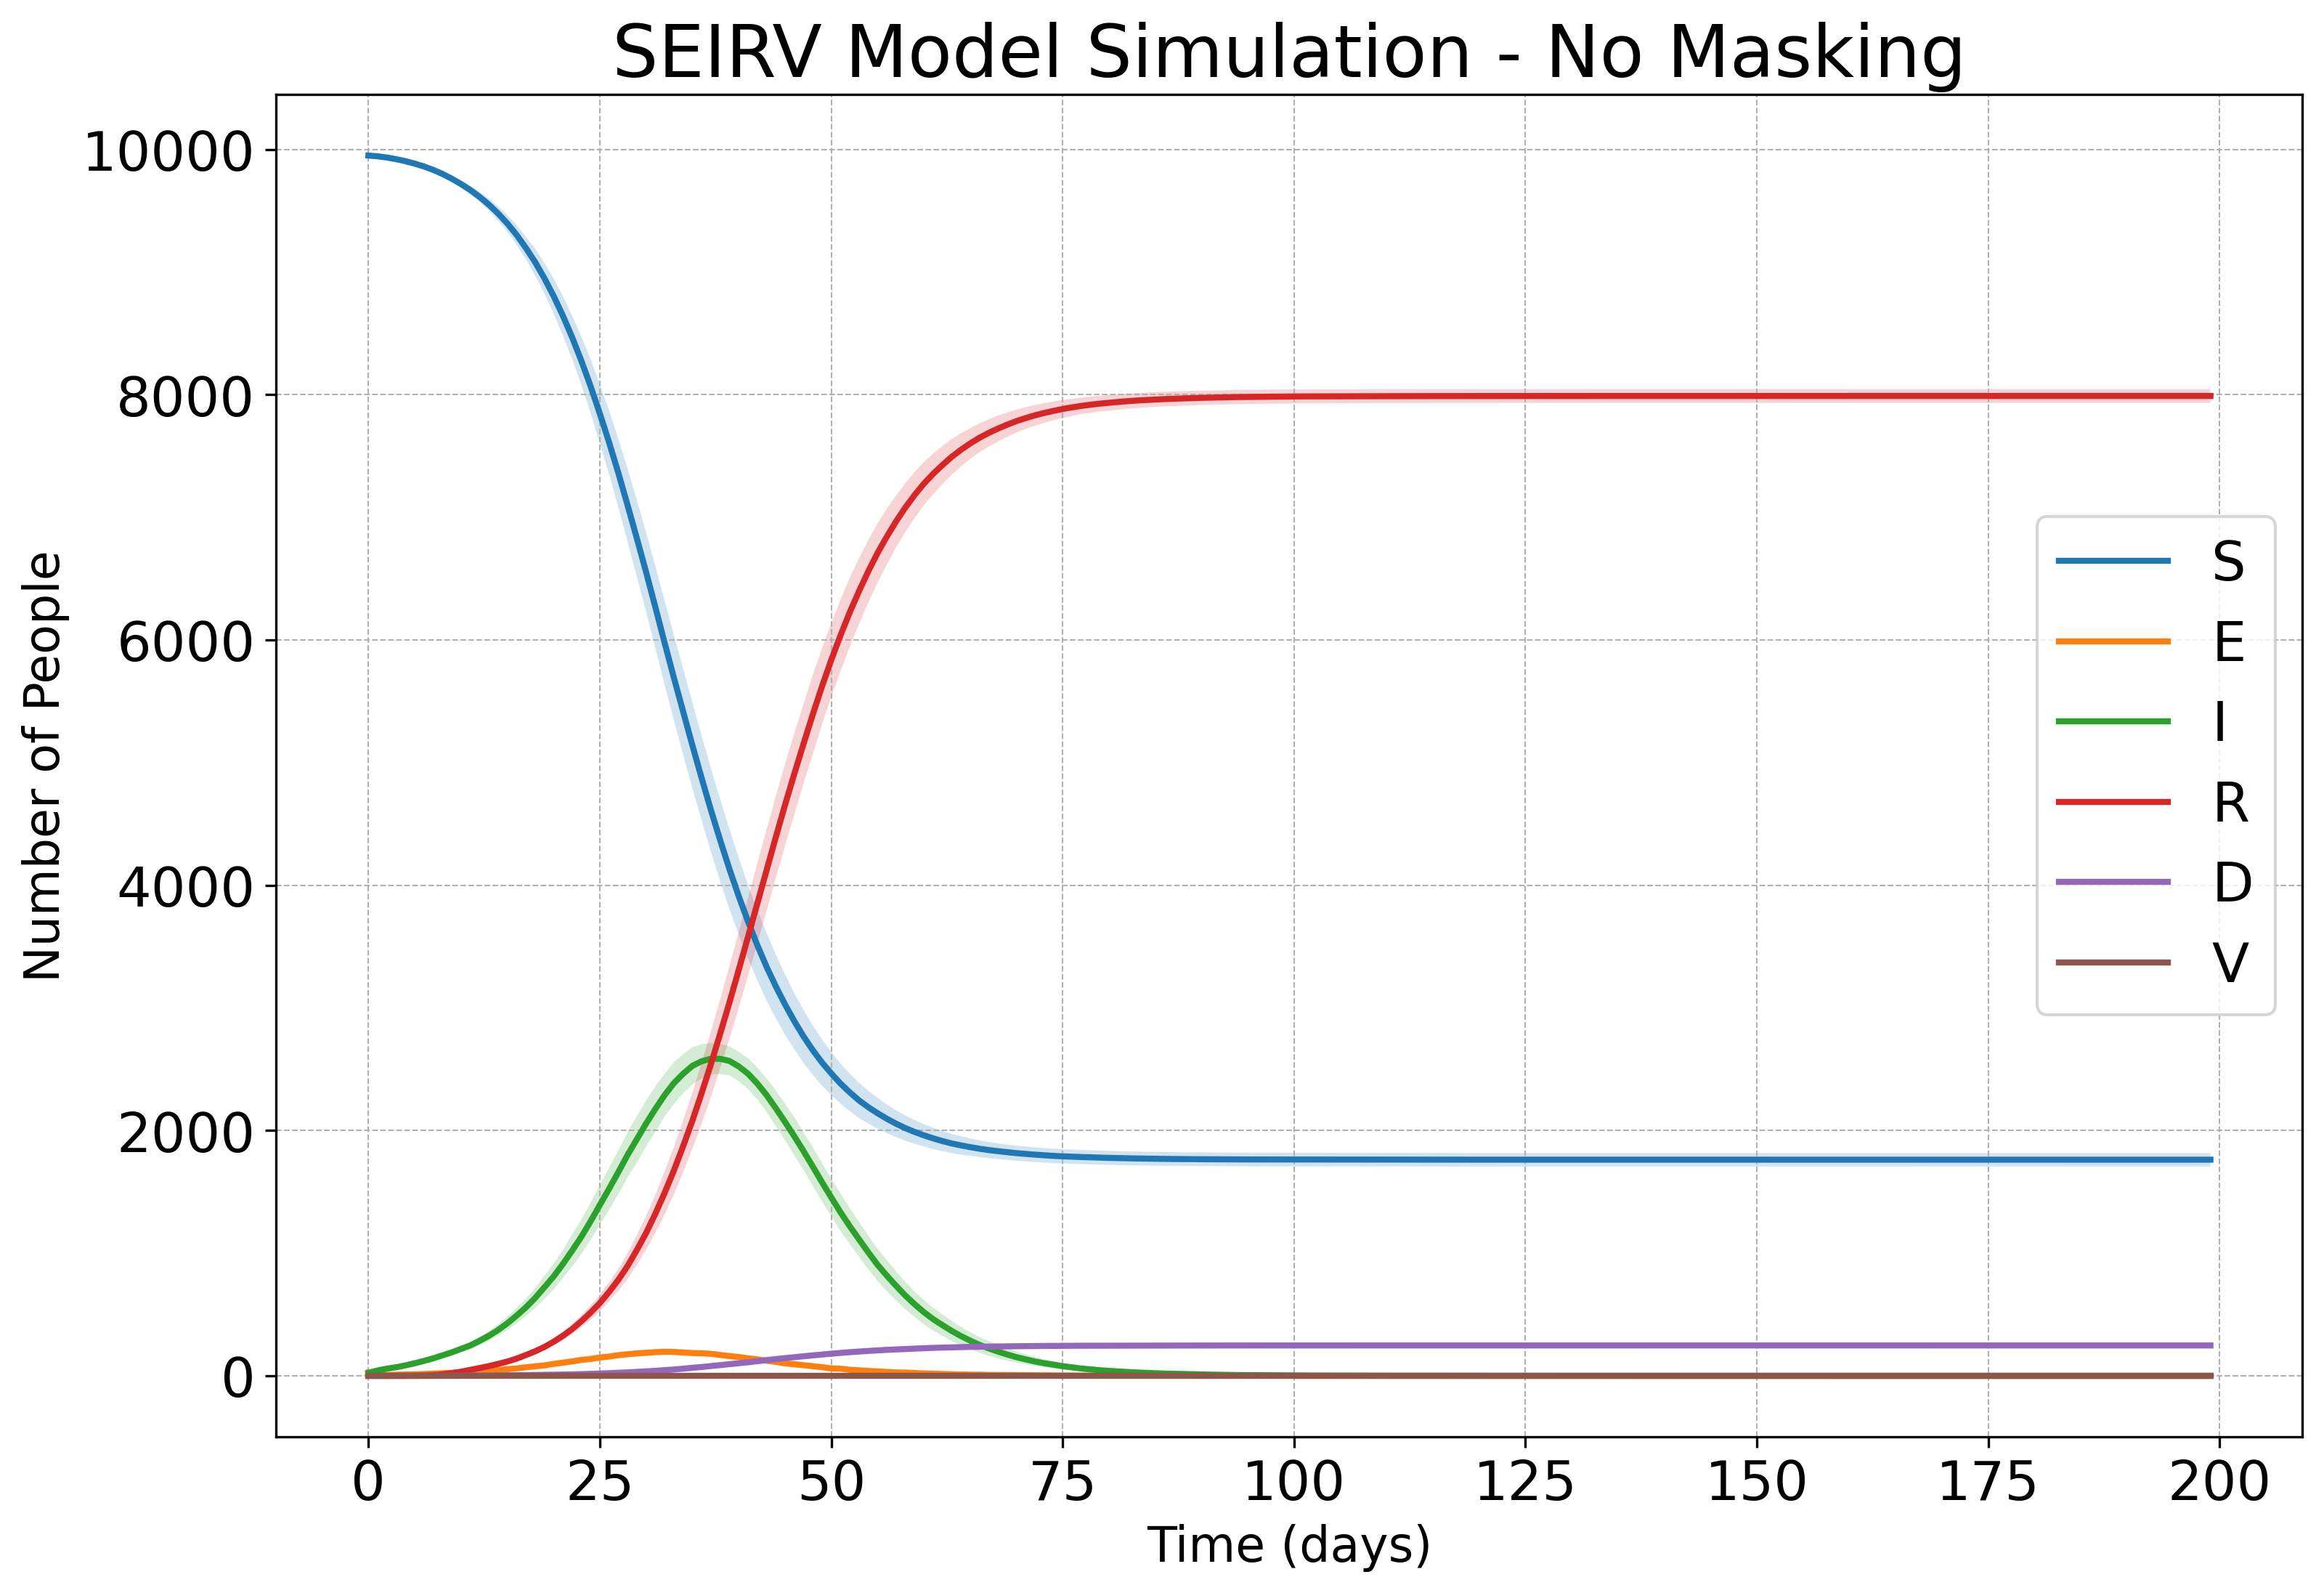 SEIRV Model Simulation - No Masking
Number of People
10000
8000
6000
4000
2000
0
S
E
I
R
D
V
0 25 50 75 100 125 150 175 200
Time (days)